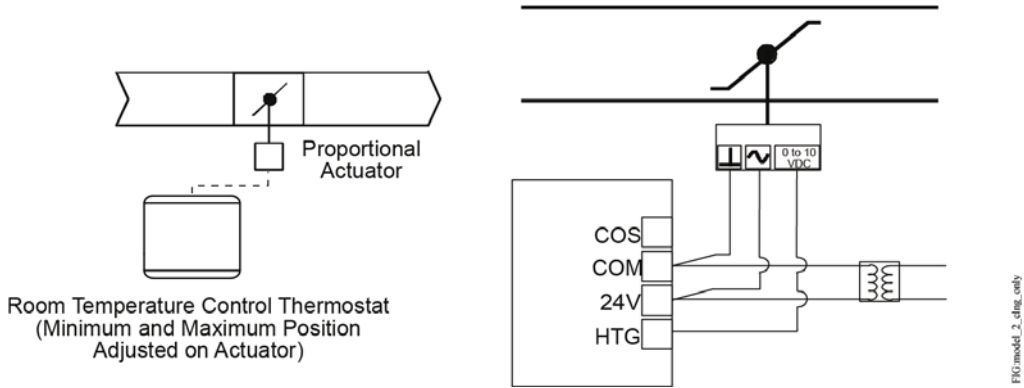 Proportional
Actuator
Room Temperature Control Thermostat
(Minimum and Maximum Position
Adjusted on Actuator)
0 to 10
VDC
COS
COM
24V
HTG
FIG:model_2_clng_only